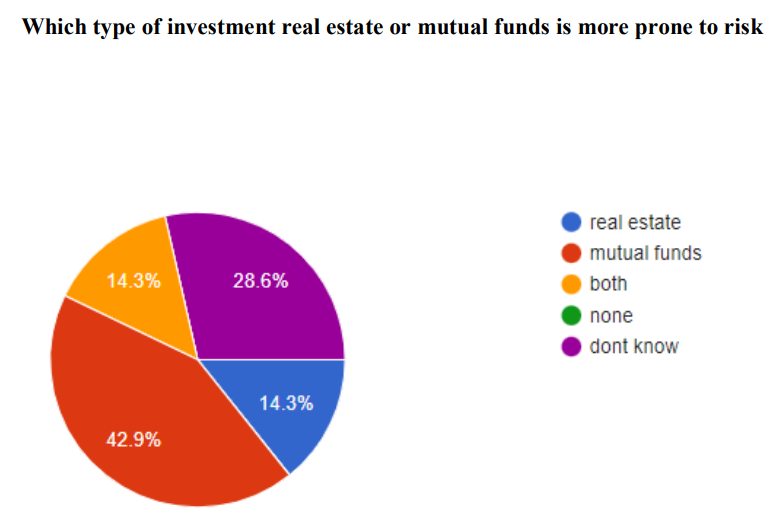 Which type of investment real estate or mutual funds is more prone to risk
real estate
mutual funds
both
none
dont know
14.3%
28.6%
14.3%
42.9%